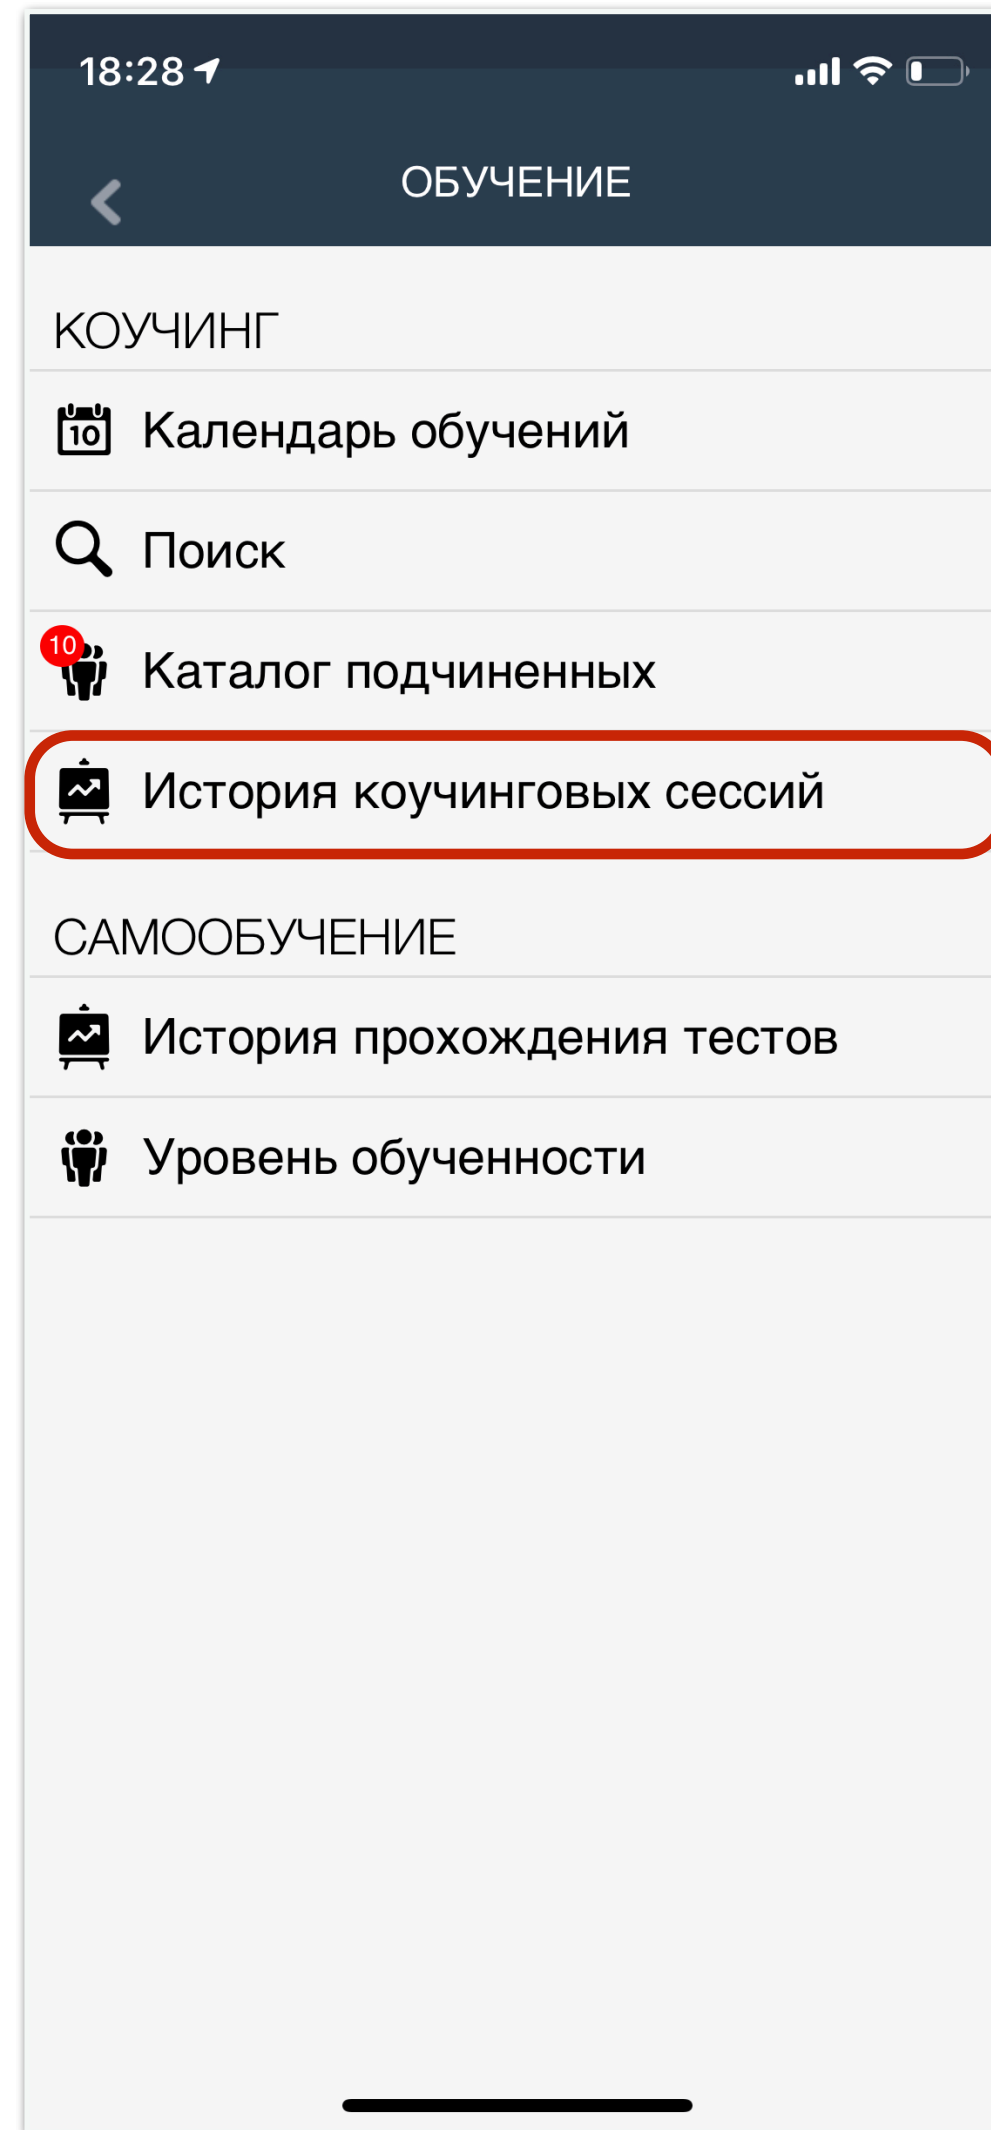 18:28
ОБУЧЕНИЕ
КОУЧИНГ
10 Календарь обучений
Поиск
10
Каталог подчиненных
История коучинговых сессий
САМООБУЧЕНИЕ
История прохождения тестов
Уровень обученности